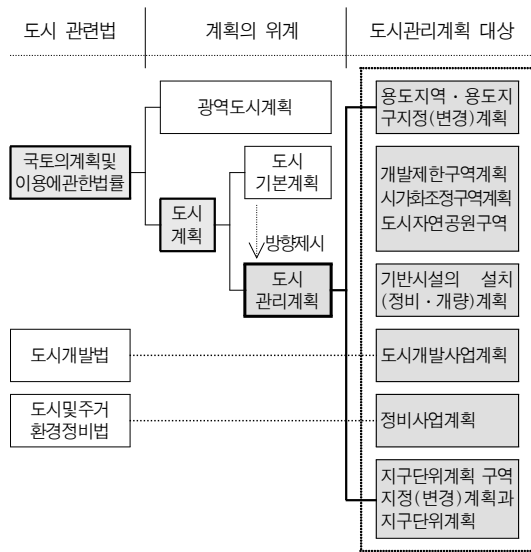 도시 관련법
계획의 위계
도시관리계획 대상
광역도시계획
국토의계획및
이용에관한법률
도시
계획
도시
기본계획
방향제시
도시
관리계획
용도지역 · 용도지
구지정(변경)계획
개발제한구역계획
시가화조정구역계획
도시자연공원구역
기반시설의 설치
(정비 · 개량)계획
도시개발법
도시개발사업계획
도시및주거
환경정비법
정비사업계획
지구단위계획 구역
지정(변경)계획과
지구단위계획